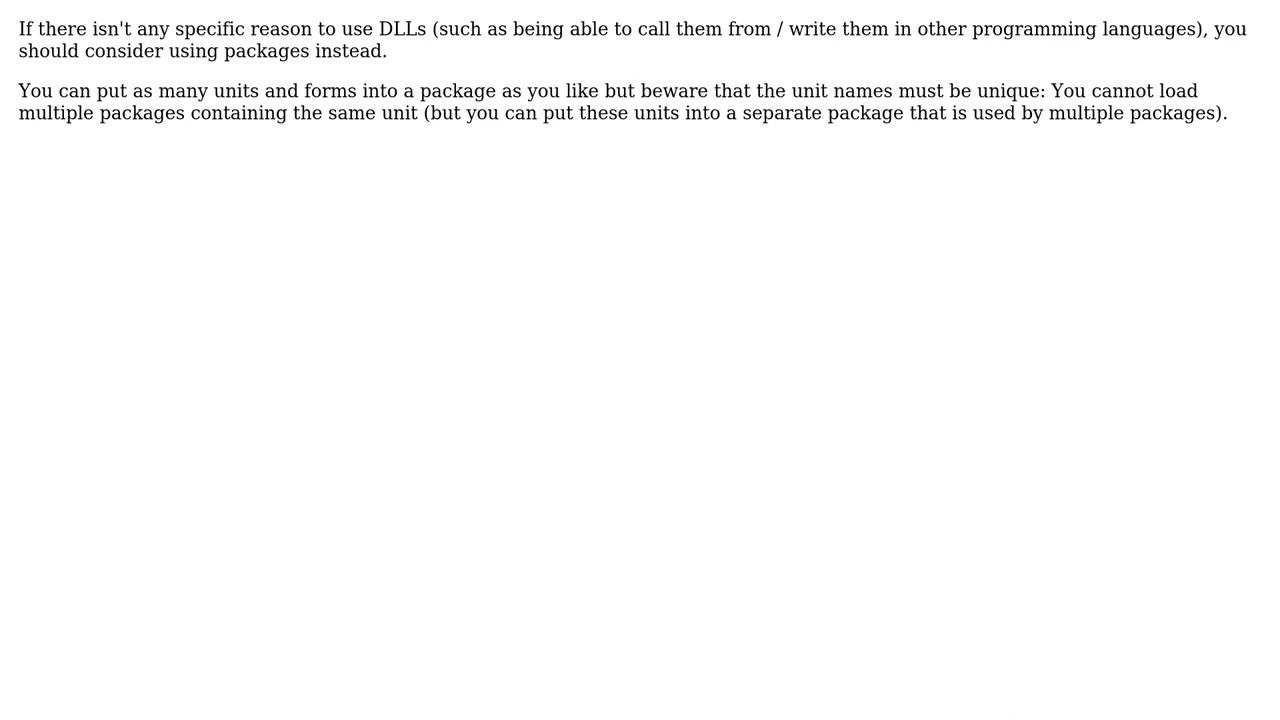 If there isn't any specific reason to use DLLs (such as being able to call them from / write them in other programming languages), you
should consider using packages instead.
You can put as many units and forms into a package as you like but beware that the unit names must be unique: You cannot load
multiple packages containing the same unit (but you can put these units into a separate package that is used by multiple packages).